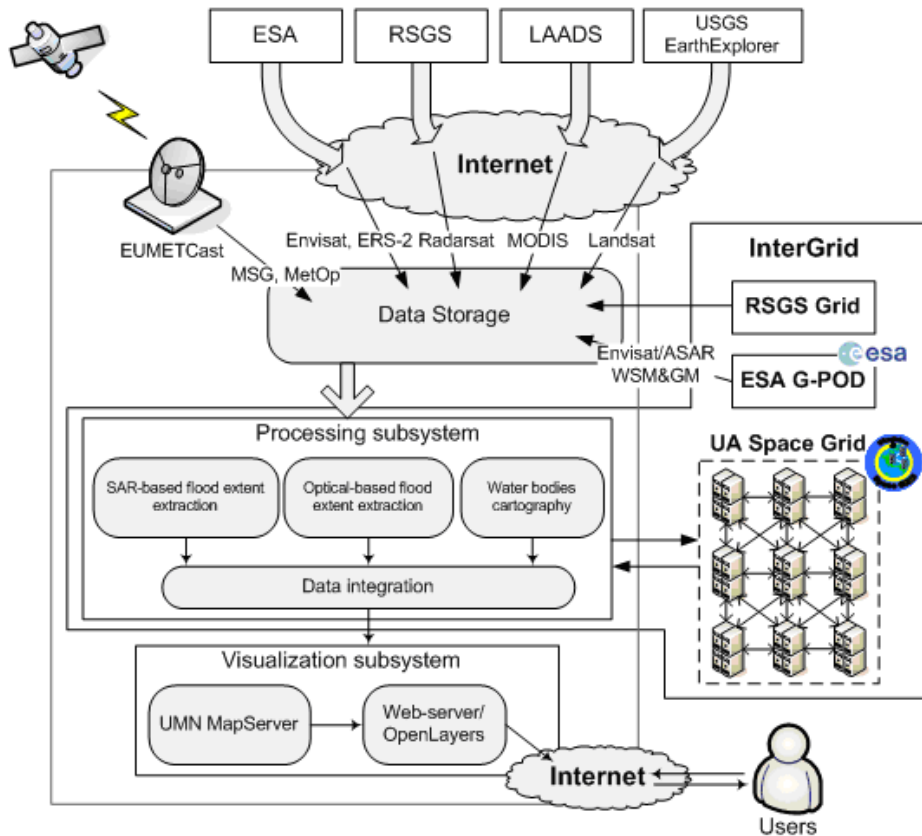 ESA
RSGS
LAADS
USGS
EarthExplorer
Internet
EUMETCast
Envisat, ERS-2
Radarsat
MODIS
Landsat
MSG, MetOp
InterGrid
Data Storage
RSGS Grid
Envisat/ASAR
WSM&GM
esa
ESA G-POD
Processing subsystem
UA Space Grid
SAR-based flood extent
extraction
Optical-based flood
extent extraction
Water bodies
cartography
Data integration
Visualization subsystem
UMN MapServer
Web-server/
OpenLayers
Internet
Users